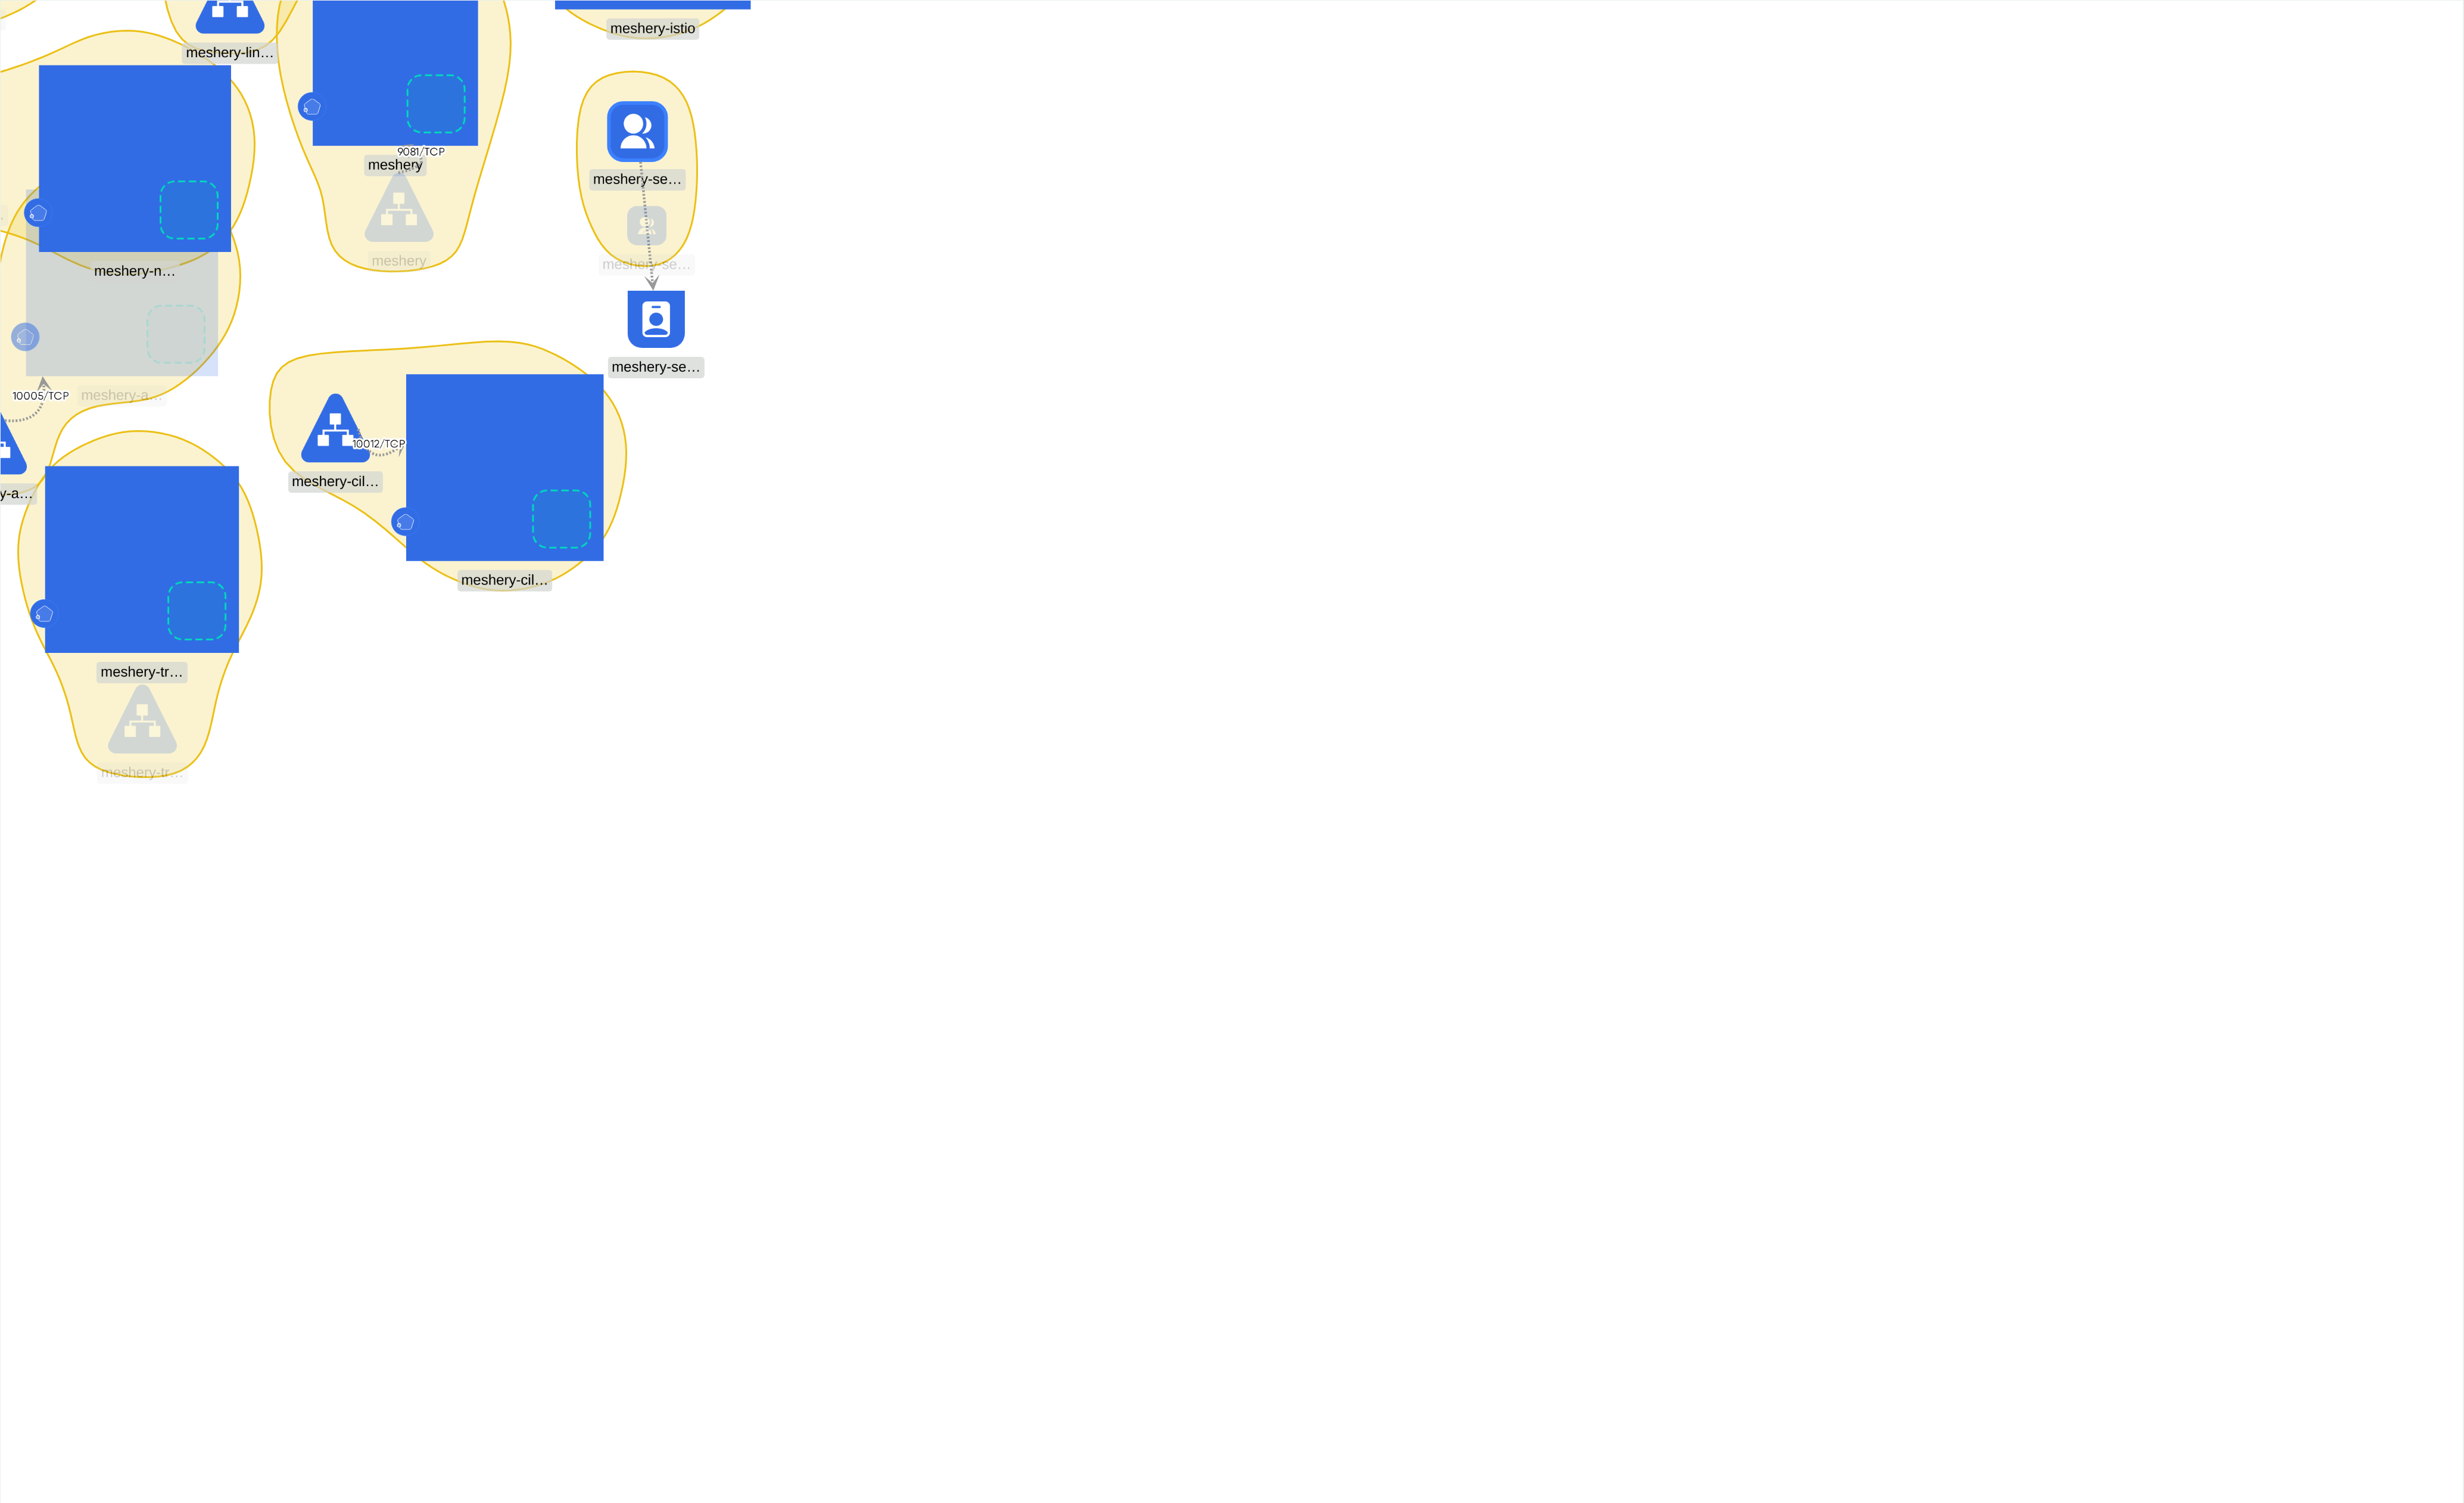 meshery-istio
meshery-lin…
9081/TCP
meshery
meshery-se…
meshery
meshery-se…
meshery-n…
meshery-se…
10005/TCP
meshery-a…
10012/TCP
meshery-cil…
y-a…
meshery-cil…
meshery-tr…
meshery-tr…